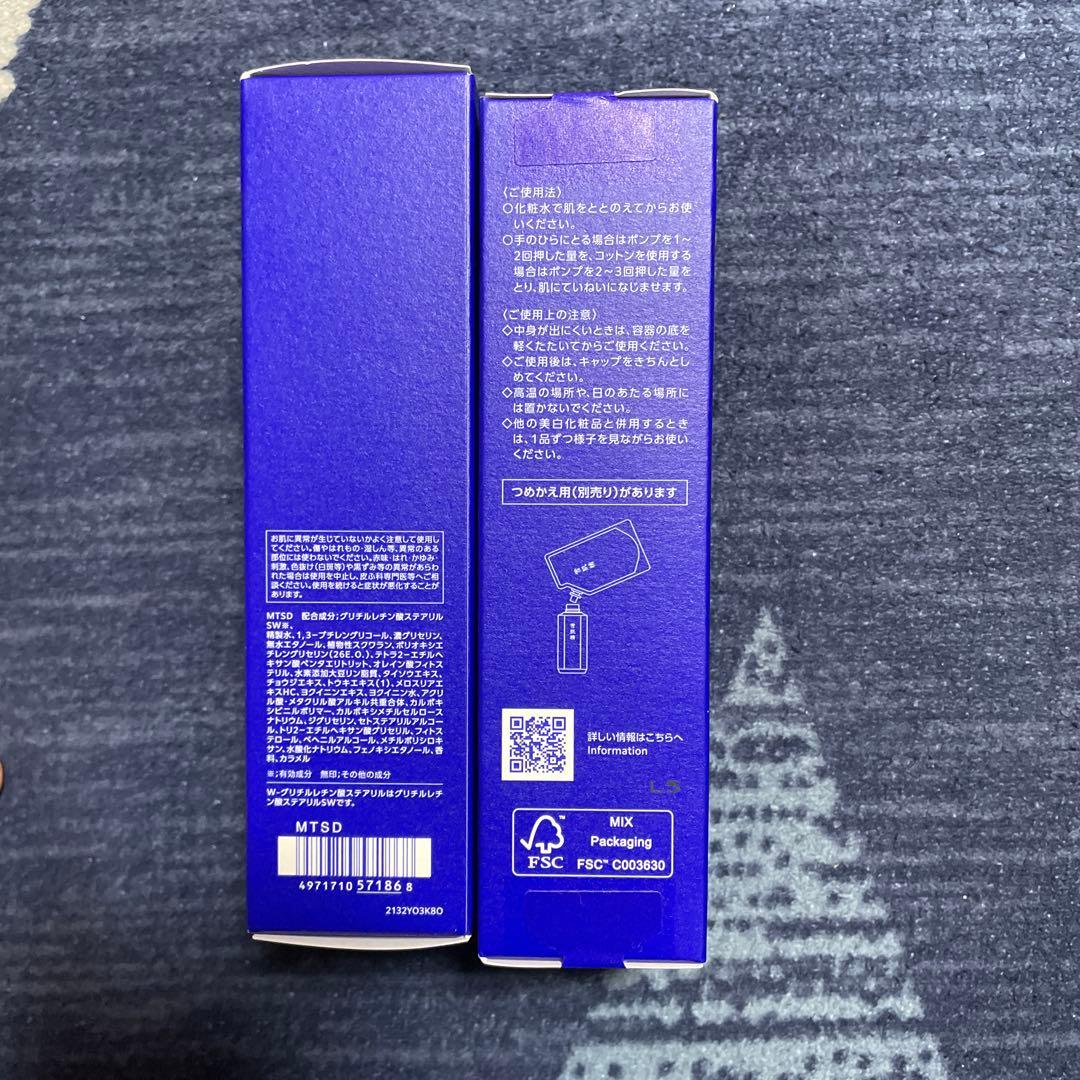 お肌に異常が生じていないかよく注意して使用し
てください。傷やはれもの・湿しん等、異常のある
部位には使わないでください。赤味・はれ・かゆみ・
刺激、色抜け(白斑等)や黒ずみ等の異常があらわ
れた場合は使用を中止し、皮ふ科専門医等へご相
談ください。使用を続けると症状が悪化することが
あります。
MTSD 配合成分;グリチルレチン酸ステアリル
SW※、
精製水、1,3-ブチレングリコール、濃グリセリン、
無水エタノール、植物性スクワラン、ポリオキシエ
チレングリセリン(26E.O.)、テトラ2-エチルヘ
キサン酸ペンタエリトリット、オレイン酸フィトス
テリル、水素添加大豆リン脂質、タイソウエキス、
チョウジエキス、トウキエキス(1)、メロスリアエ
キスHC、ヨクイニンエキス、ヨクイニン水、アクリ
ル酸・メタクリル酸アルキル共重合体、カルボキ
シビニルポリマー、カルボキシメチルセルロース
ナトリウム、ジグリセリン、セトステアリルアルコー
ル、トリ2-エチルヘキサン酸グリセリル、フィトス
テロール、ベヘニルアルコール、メチルポリシロキ
サン、水酸化ナトリウム、フェノキシエタノール、香
料、カラメル
※;有効成分 無印;その他の成分
W-グリチルレチン酸ステアリルはグリチルレチ
ン酸ステアリルSWです。
MTSD
4971710 57186 8
2132YO3KBO
〈ご使用法〉
○化粧水で肌をととのえてからお使
いください。
○手のひらにとる場合はポンプを1~
2回押した量を、コットンを使用する
場合はポンプを2~3回押した量を
とり、肌にていねいになじませます。
〈ご使用上の注意〉
◇中身が出にくいときは、容器の底を
軽くたたいてからご使用ください。
◇ご使用後は、キャップをきちんとし
めてください。
◇高温の場所や、日のあたる場所に
は置かないでください。
◇他の美白化粧品と併用するとき
は、1品ずつ様子を見ながらお使い
ください。
つめかえ用(別売り)があります
雪肌精
雪肌精
詳しい情報はこちらへ
Information
LS
FSC
MIX
Packaging
FSC™ C003630